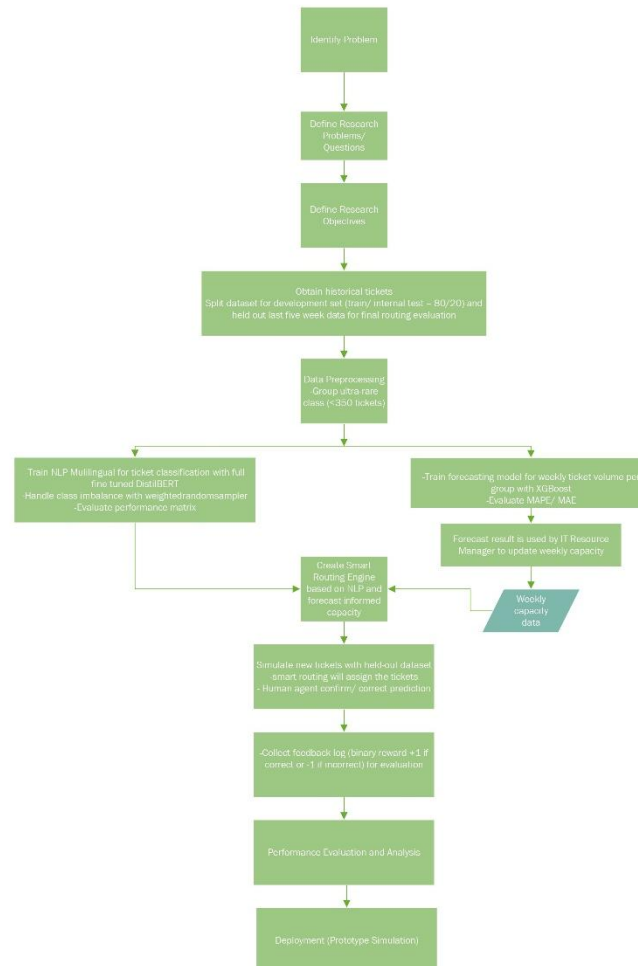 Identify Problem
Define Research
Problems/
Questions
Define Research
Objectives
Obtain historical tickets
Split dataset for development set (train/ internal test – 80/20) and
held out last five week data for final routing evaluation
Data Preprocessing
-Group ultra-rare
class (<350 tickets)
Train NLP Mulilingual for ticket classification with full
fine tuned DistilBERT
-Handle class imbalance with weightedrandomsampler
-Evaluate performance matrix
-Train forecasting model for weekly ticket volume per
group with XGBoost
-Evaluate MAPE/ MAE
Forecast result is used by IT Resource
Manager to update weekly capacity
Create Smart
Routing Engine
based on NLP and
forecast informed
capacity
Weekly
capacity
data
Simulate new tickets with held-out dataset
-smart routing will assign the tickets
- Human agent confirm/ correct prediction
-Collect feedback log (binary reward +1 if
correct or -1 if incorrect) for evaluation
Performance Evaluation and Analysis
Deployment (Prototype Simulation)